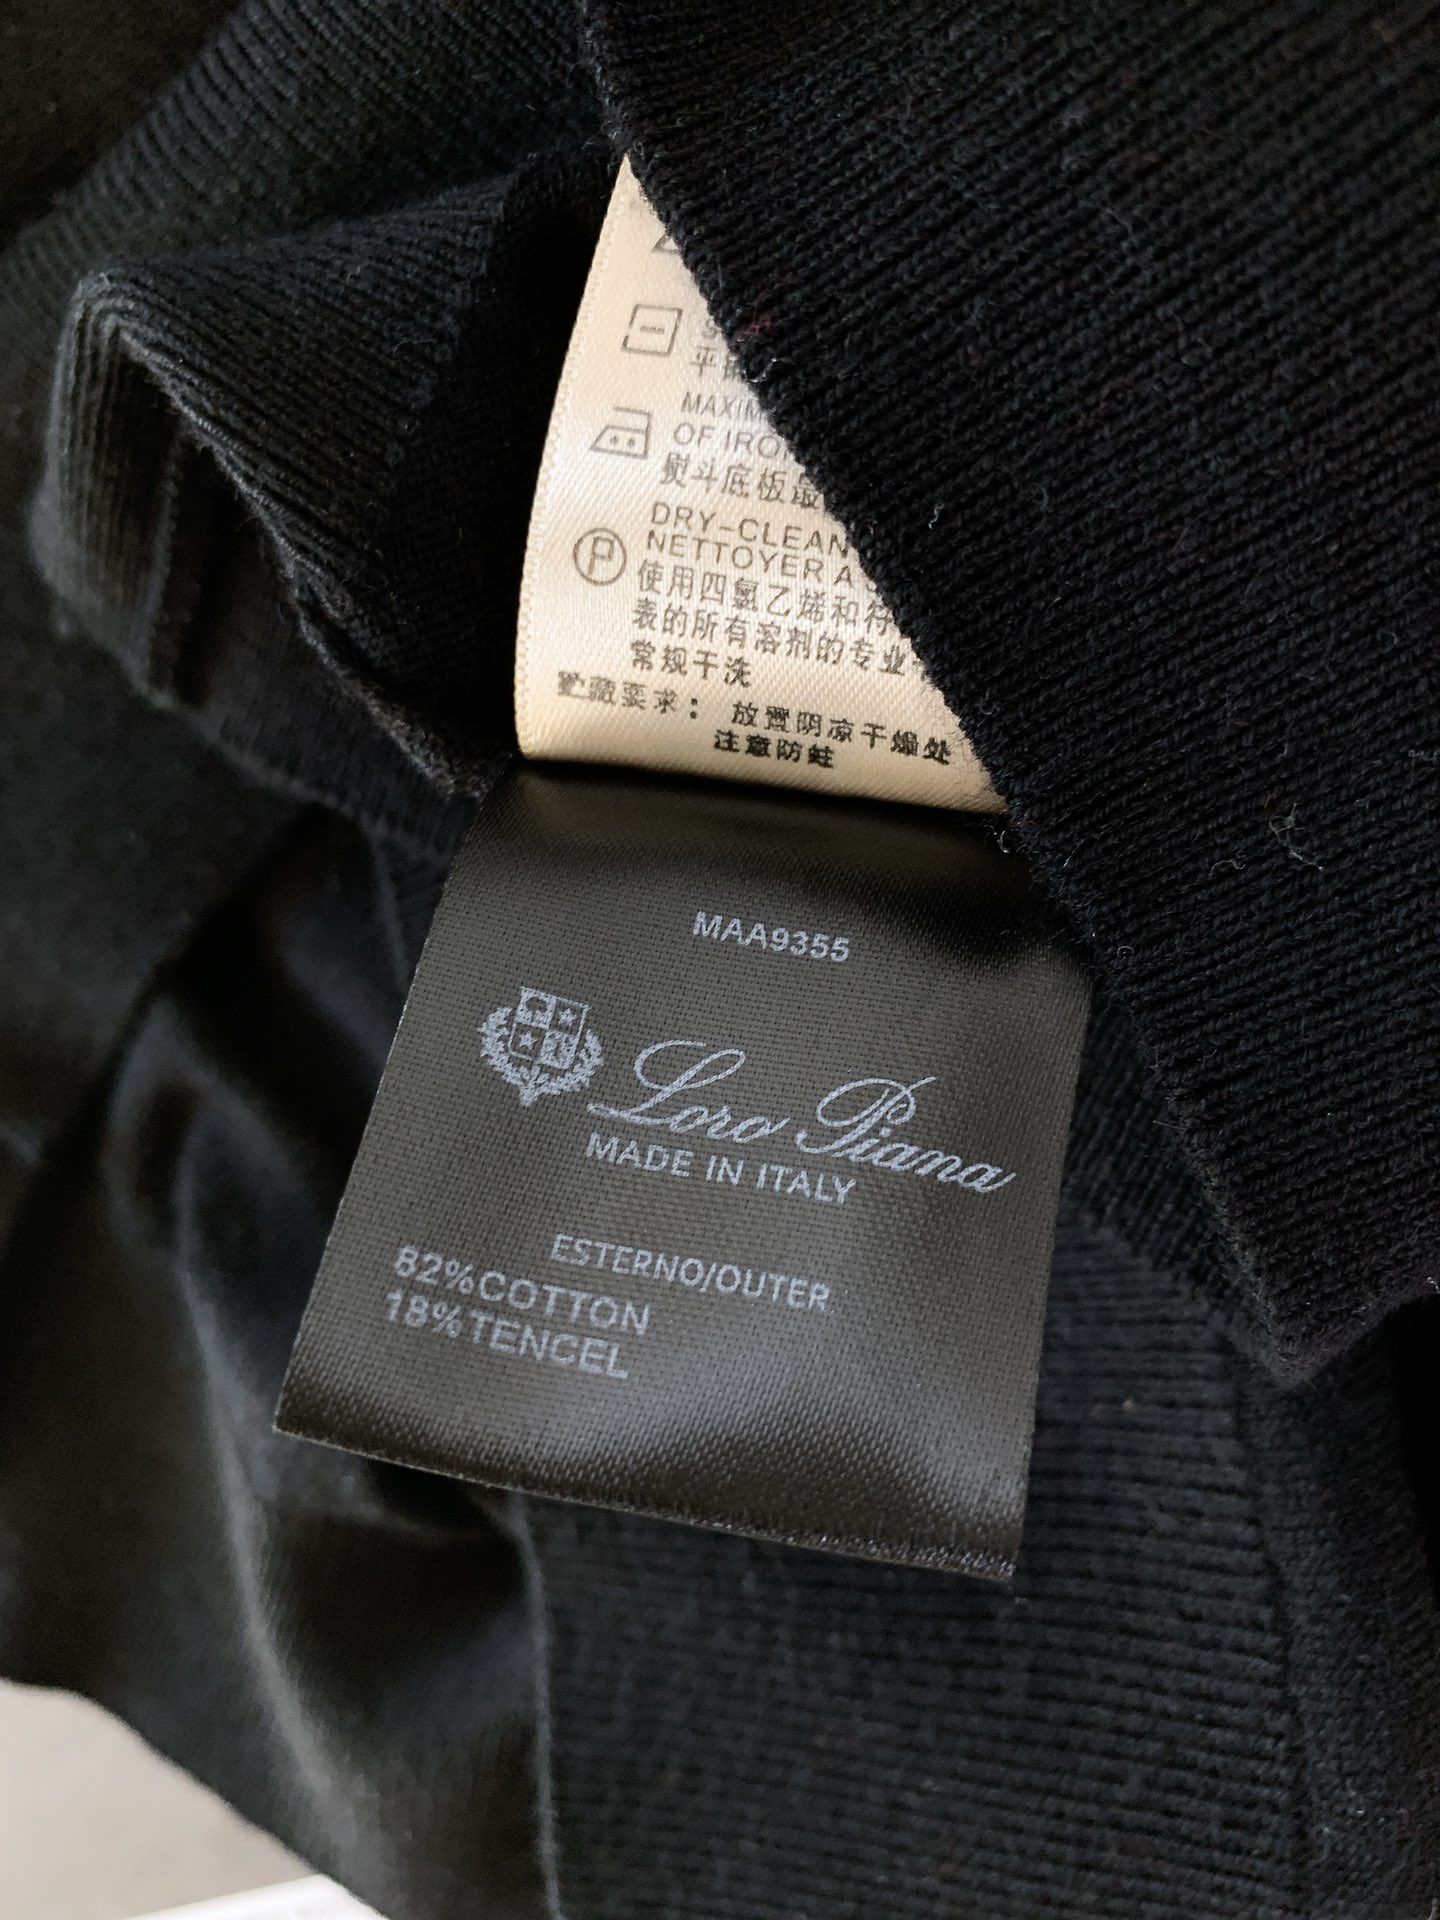 平
MAXIM
OF IRO
熨斗底板最
DRY-CLEAN
NETTOYER A
P
使用四氯乙烯和符
表的所有溶剂的专业
常规干洗
贮藏要求： 放置阴凉干燥处
注意防蛀
MAA9355
Loro Piana
MADE IN ITALY
ESTERNO/OUTER
82%COTTON
18%TENCEL